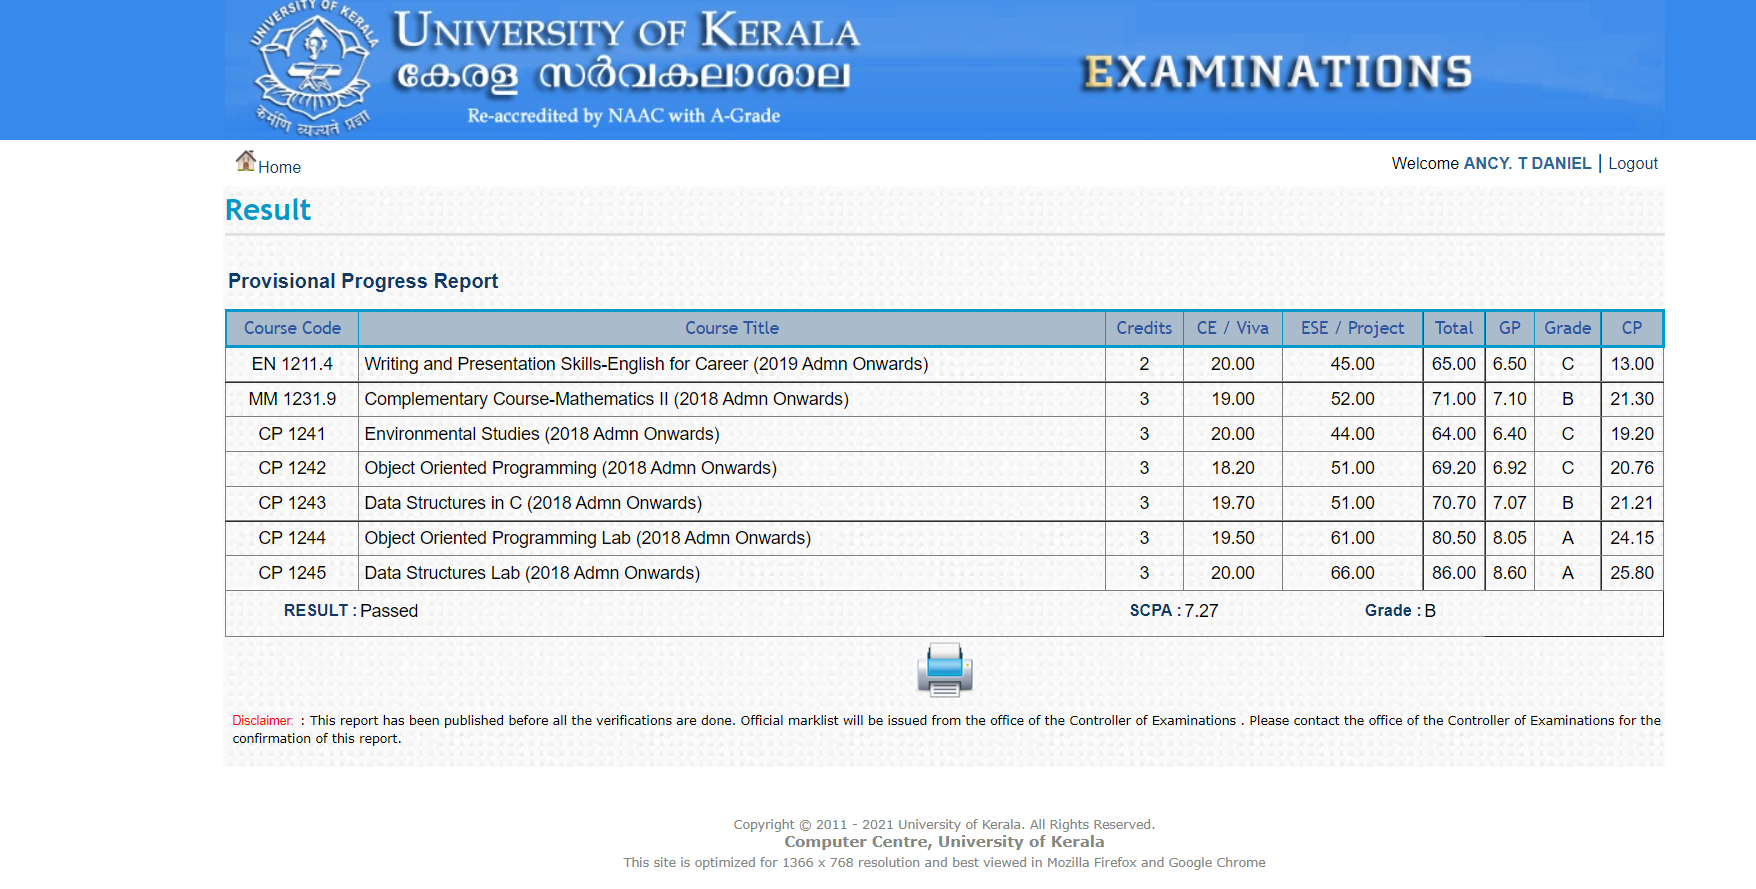 UNIVERSITY OF KERALA
UNIVERSITY OF KERALA
കേരള സർവകലാശാല
Re-accredited by NAAC with A-Grade
कर्मणि व्यज्यते प्रज्ञा
EXAMINATIONS
Home
Welcome ANCY. T DANIEL | Logout
Result
Provisional Progress Report
Course Code Course Title Credits CE / Viva ESE / Project Total GP Grade CP
EN 1211.4 Writing and Presentation Skills-English for Career (2019 Admn Onwards) 2 20.00 45.00 65.00 6.50 C 13.00
MM 1231.9 Complementary Course-Mathematics II (2018 Admn Onwards) 3 19.00 52.00 71.00 7.10 B 21.30
CP 1241 Environmental Studies (2018 Admn Onwards) 3 20.00 44.00 64.00 6.40 C 19.20
CP 1242 Object Oriented Programming (2018 Admn Onwards) 3 18.20 51.00 69.20 6.92 C 20.76
CP 1243 Data Structures in C (2018 Admn Onwards) 3 19.70 51.00 70.70 7.07 B 21.21
CP 1244 Object Oriented Programming Lab (2018 Admn Onwards) 3 19.50 61.00 80.50 8.05 A 24.15
CP 1245 Data Structures Lab (2018 Admn Onwards) 3 20.00 66.00 86.00 8.60 A 25.80
RESULT : Passed SCPA : 7.27 Grade : B
Disclaimer: : This report has been published before all the verifications are done. Official marklist will be issued from the office of the Controller of Examinations . Please contact the office of the Controller of Examinations for the
confirmation of this report.
Copyright © 2011 - 2021 University of Kerala. All Rights Reserved.
Computer Centre, University of Kerala
This site is optimized for 1366 x 768 resolution and best viewed in Mozilla Firefox and Google Chrome